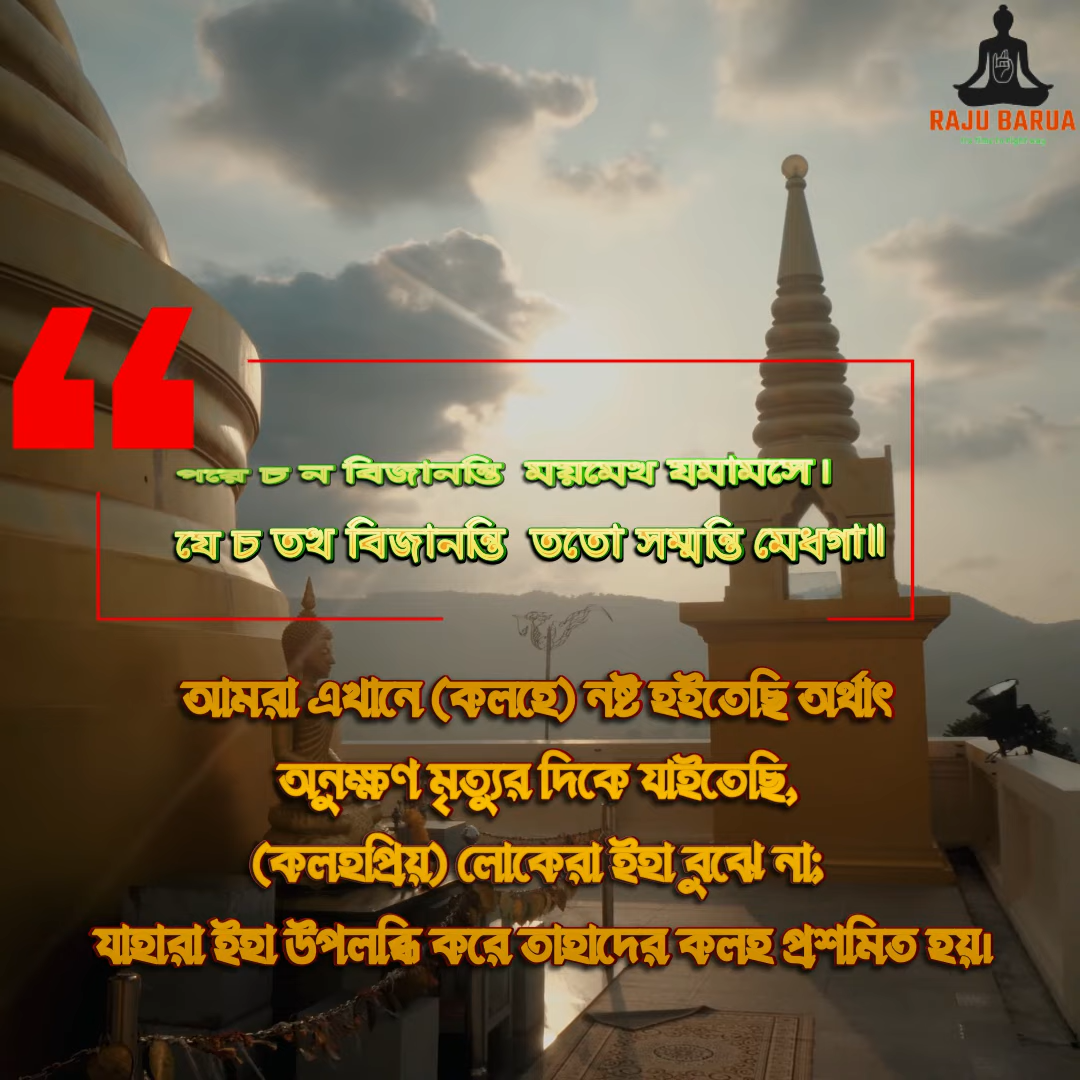 RAJU BARUA
পরে চ ন বিজানন্তি ময়মেথ যমামসে।
যে চ তথ বিজানন্তি ততো সম্মন্তি মেধগা॥
আমরা এখানে (কলহে) নষ্ট হইতেছি অর্থাৎ
অনুক্ষণ মৃত্যুর দিকে যাইতেছি,
(কলহপ্রিয়) লোকেরা ইহা বুঝে না;
যাহারা ইহা উপলব্ধি করে তাহাদের কলহ প্রশমিত হয়।